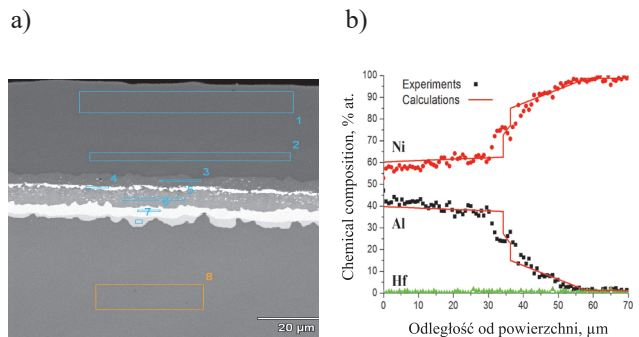 a)
b)
1
2
3
4
5
6
7
8
20 µm
Chemical composition, % at.
100
90
80
70
60
50
40
30
20
10
0
Experiments
Calculations
Ni
Al
Hf
0 10 20 30 40 50 60 70
Odległość od powierzchni, µm